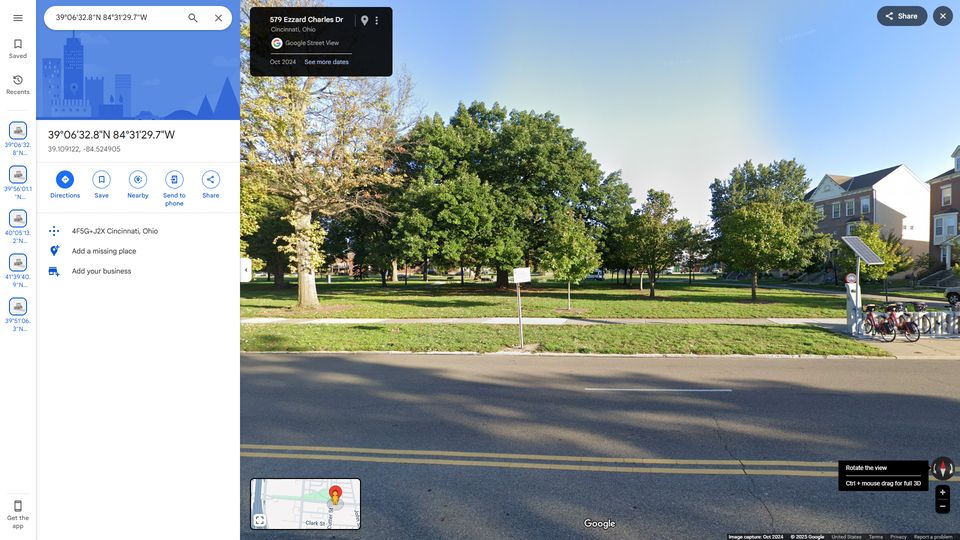 39°06'32.8"N 84°31'29.7"W
Saved
Recents
39°06'32.
8"N...
39°56'01.1
"N...
40°05'13.
2"N...
41°39'40.
9"N...
39°51'06.
3"N...
Get the
app
39°06'32.8"N 84°31'29.7"W
39.109122, -84.524905
Directions
Save
Nearby
Send to
phone
Share
4F5G+J2X Cincinnati, Ohio
Add a missing place
Add your business
579 Ezzard Charles Dr
Cincinnati, Ohio
Google Street View
Oct 2024 See more dates
Share
Rotate the view
Ctrl + mouse drag for full 3D
Clark St
Cutter St
Google
Image capture: Oct 2024 © 2025 Google United States Terms Privacy Report a problem